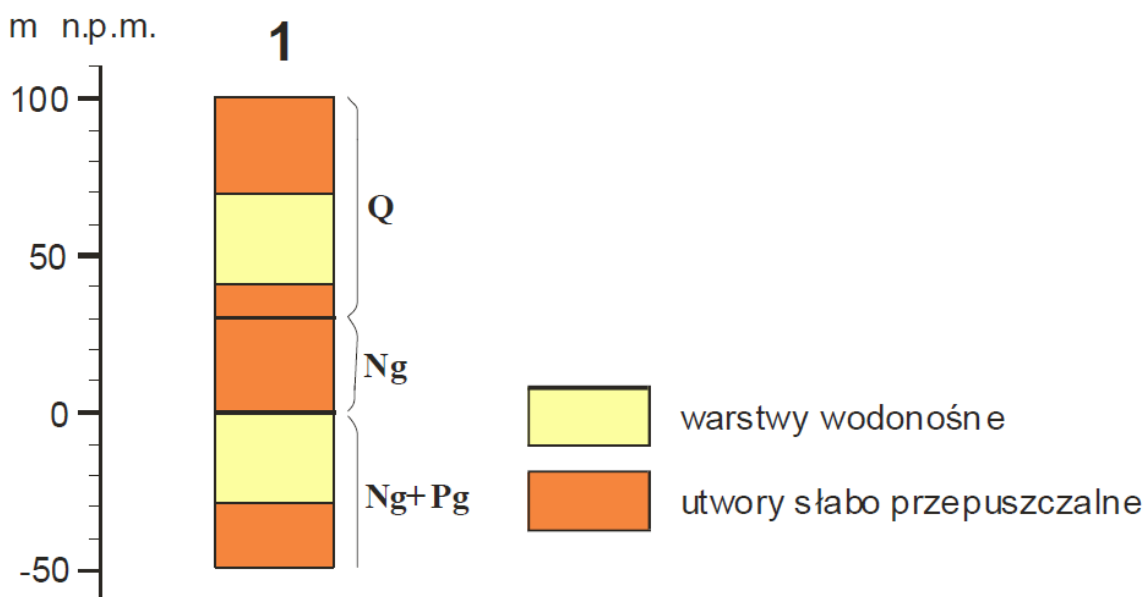 m n.p.m.
1
100
50
0
-50
Q
Ng
Ng+ Pg
warstwy wodonośne
utwory słabo przepuszczalne